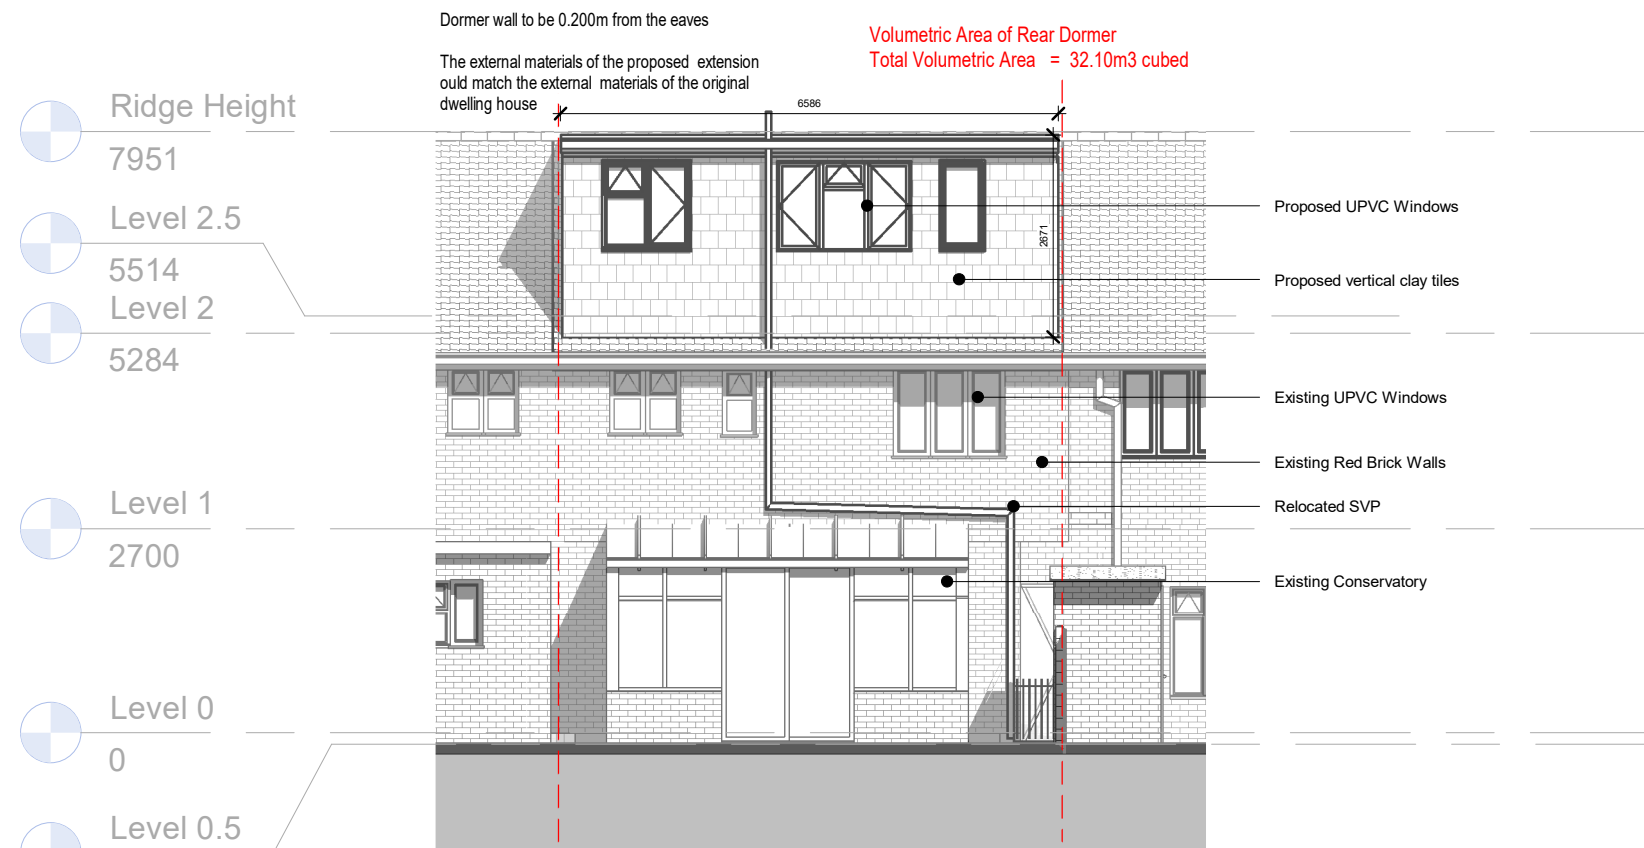 Dormer wall to be 0.200m from the eaves
The external materials of the proposed extension
ould match the external materials of the original
dwelling house
Volumetric Area of Rear Dormer
Total Volumetric Area = 32.10m3 cubed
6586
2671
Ridge Height
7951
Level 2.5
5514
Level 2
5284
Level 1
2700
Level 0
0
Level 0.5
Proposed UPVC Windows
Proposed vertical clay tiles
Existing UPVC Windows
Existing Red Brick Walls
Relocated SVP
Existing Conservatory